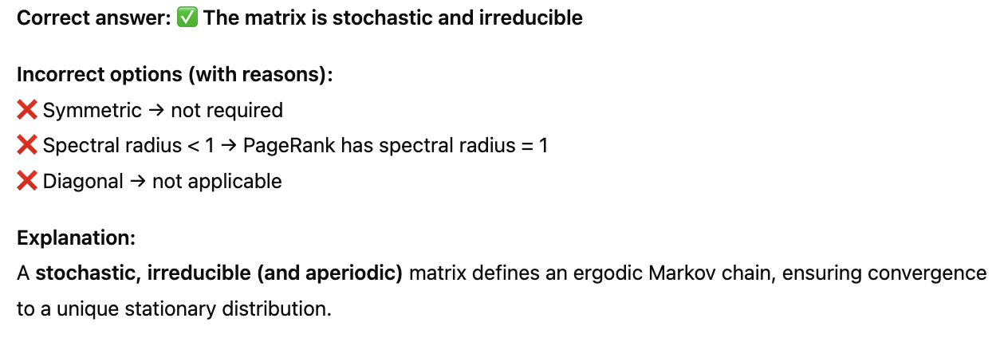 Correct answer: ✅ The matrix is stochastic and irreducible
Incorrect options (with reasons):
❌ Symmetric → not required
❌ Spectral radius < 1 → PageRank has spectral radius = 1
❌ Diagonal → not applicable
Explanation:
A stochastic, irreducible (and aperiodic) matrix defines an ergodic Markov chain, ensuring convergence
to a unique stationary distribution.